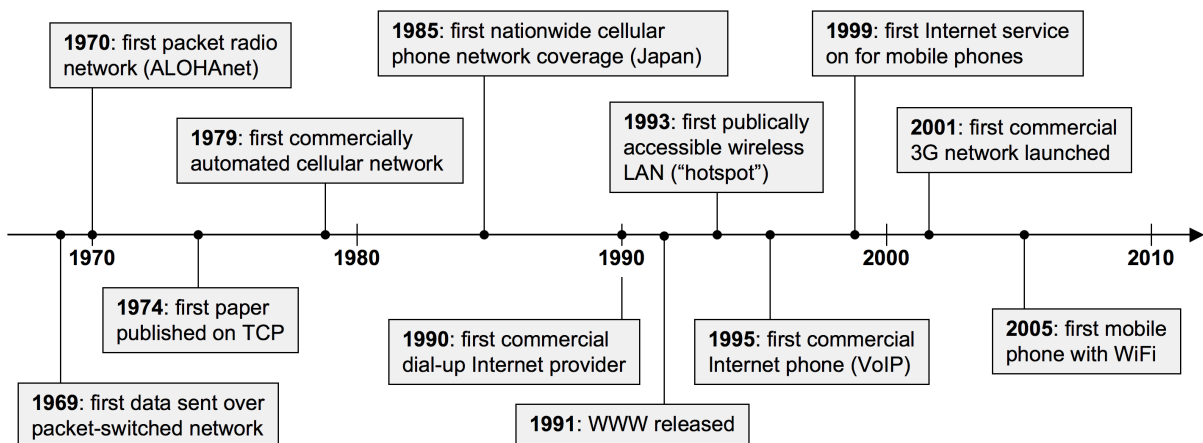 1970: first packet radio
network (ALOHAnet)
1985: first nationwide cellular
phone network coverage (Japan)
1999: first Internet service
on for mobile phones
1979: first commercially
automated cellular network
1993: first publically
accessible wireless
LAN (“hotspot”)
2001: first commercial
3G network launched
1970
1980
1990
2000
2010
1974: first paper
published on TCP
1990: first commercial
dial-up Internet provider
1995: first commercial
Internet phone (VoIP)
2005: first mobile
phone with WiFi
1969: first data sent over
packet-switched network
1991: WWW released